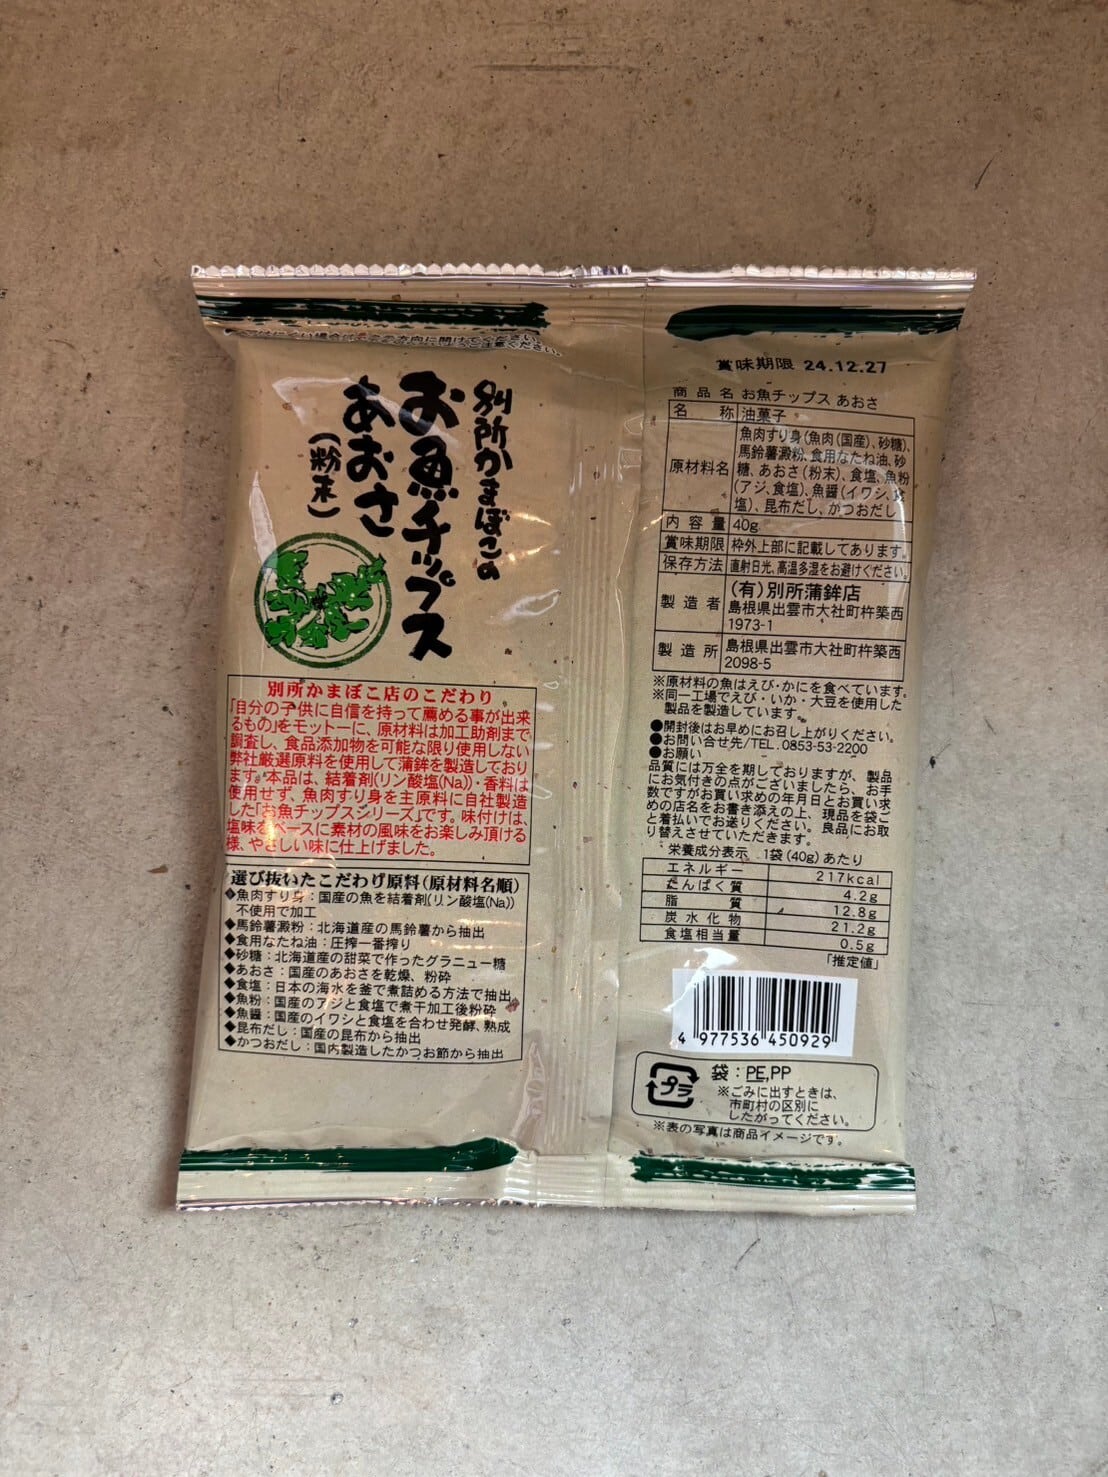 別所かまぼこの
お魚チップス
あおさ
(粉末)
別所かまぼこ店のこだわり
「自分の子供に自信を持って薦める事が出来
るもの」をモットーに、原材料は加工助剤まで
調査し、食品添加物を可能な限り使用しない
弊社厳選原料を使用して蒲鉾を製造しており
ます。本品は、結着剤(リン酸塩(Na))・香料は
使用せず、魚肉すり身を主原料に自社製造
した「お魚チップスシリーズ」です。味付けは、
塩味をベースに素材の風味をお楽しみ頂ける
様、やさしい味に仕上げました。
選び抜いたこだわり原料(原材料名順)
◆魚肉すり身:国産の魚を結着剤(リン酸塩(Na))
不使用で加工
◆馬鈴薯澱粉:北海道産の馬鈴薯から抽出
◆食用なたね油:圧搾一番搾り
◆砂糖:北海道産の甜菜で作ったグラニュー糖
◆あおさ:国産のあおさを乾燥、粉砕
◆食塩:日本の海水を釜で煮詰める方法で抽出
◆魚粉:国産のアジと食塩で煮干加工後粉砕
◆魚醤:国産のイワシと食塩を合わせ発酵、熟成
◆昆布だし:国産の昆布から抽出
◆かつおだし:国内製造したかつお節から抽出
賞味期限 24.12.27
商品名 お魚チップス あおさ
名称 油菓子
原材料名 魚肉すり身(魚肉(国産)、砂糖)、
馬鈴薯澱粉、食用なたね油、砂
糖、あおさ(粉末)、食塩、魚粉
(アジ、食塩)、魚醤(イワシ、食
塩)、昆布だし、かつおだし
内容量 40g
賞味期限 枠外上部に記載してあります。
保存方法 直射日光、高温多湿をお避けください。
製造者 (有)別所蒲鉾店
島根県出雲市大社町杵築西
1973-1
製造所 島根県出雲市大社町杵築西
2098-5
※原材料の魚はえび・かにを食べています。
※同一工場でえび・いか・大豆を使用した
製品を製造しています。
●開封後はお早めにお召し上がりください。
●お問い合せ先/TEL.0853-53-2200
●お願い
品質には万全を期しておりますが、製品
にお気付きの点がございましたら、お手
数ですがお買い求めの年月日とお買い求
めの店名をお書き添えの上、現品を袋ご
と着払いでお送りください。良品にお取
り替えさせていただきます。
栄養成分表示 1袋(40g)あたり
エネルギー 217kcal
たんぱく質 4.2g
脂質 12.8g
炭水化物 21.2g
食塩相当量 0.5g
「推定値」
4 977536 450929
プラ
袋:PE,PP
※ごみに出すときは、
市町村の区別に
したがってください。
※表の写真は商品イメージです。